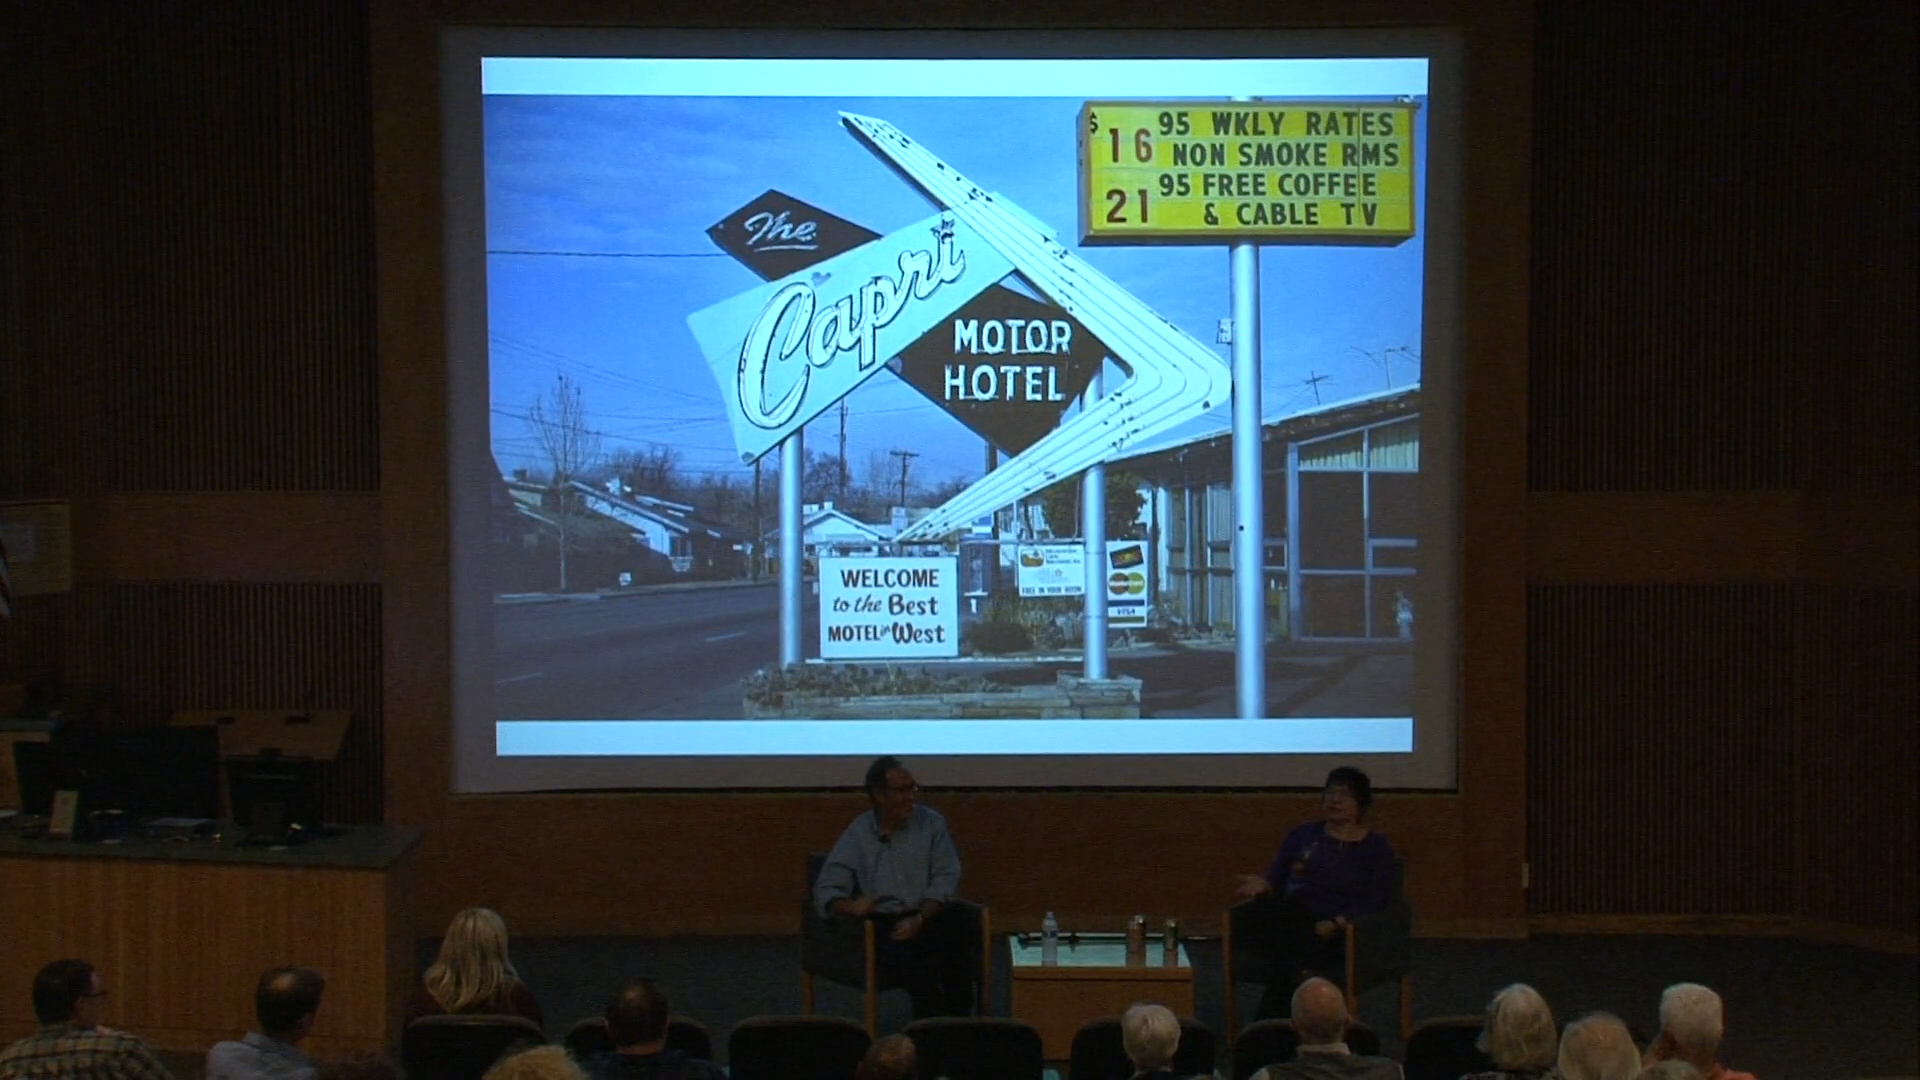 $ 16 95 WKLY RATES
NON SMOKE RMS
21 95 FREE COFFEE
& CABLE TV
The
Capri
MOTOR
HOTEL
WELCOME
to the Best
MOTEL in West
FREE IN YOUR ROOM
VISA